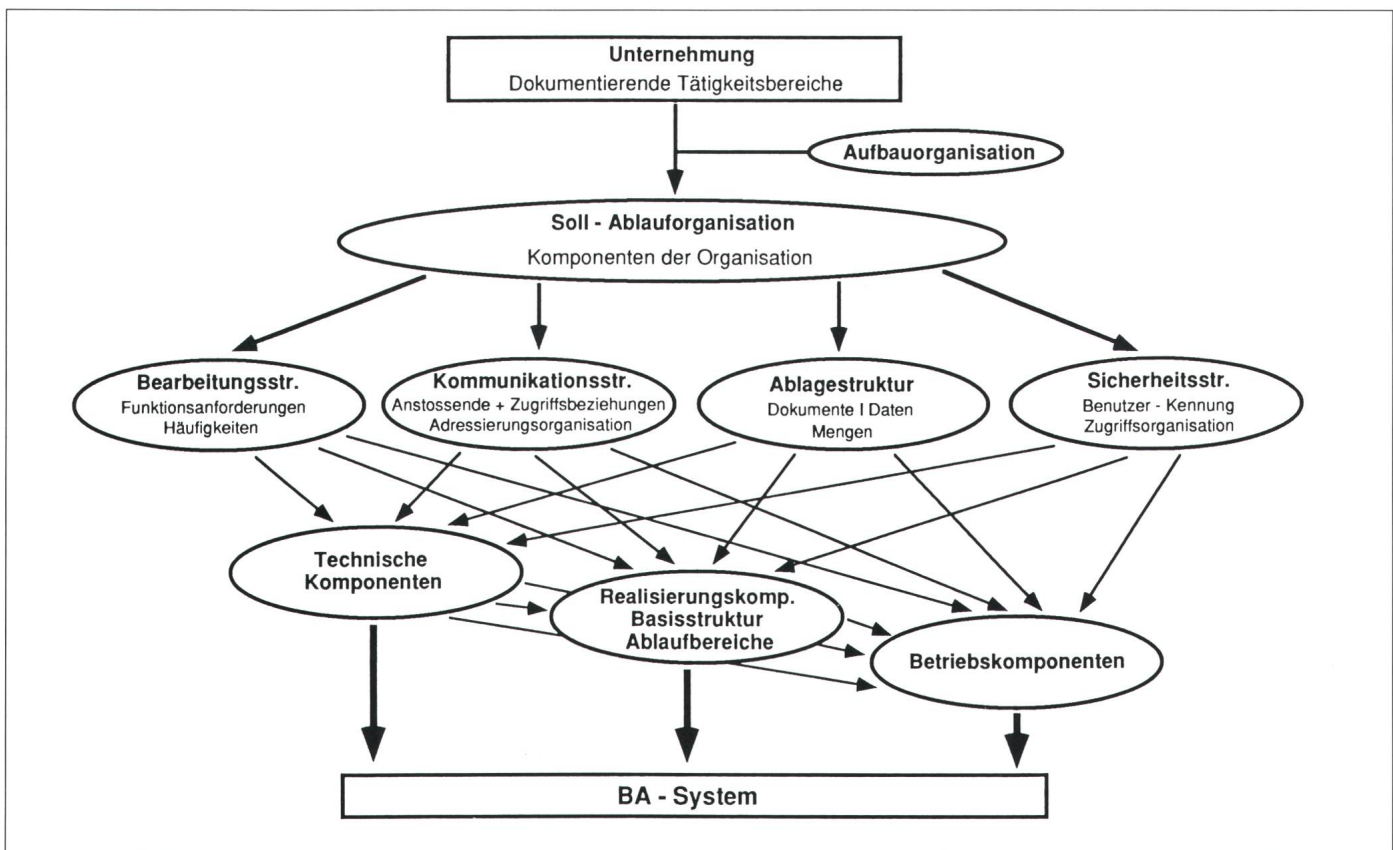 Unternehmung
Dokumentierende Tätigkeitsbereiche
Aufbauorganisation
Soll - Ablauforganisation
Komponenten der Organisation
Bearbeitungsstr.
Funktionsanforderungen
Häufigkeiten
Kommunikationsstr.
Anstossende + Zugriffsbeziehungen
Adressierungsorganisation
Ablagestruktur
Dokumente I Daten
Mengen
Sicherheitsstr.
Benutzer - Kennung
Zugriffsorganisation
Technische
Komponenten
Realisierungskomp.
Basisstruktur
Ablaufbereiche
Betriebskomponenten
BA - System